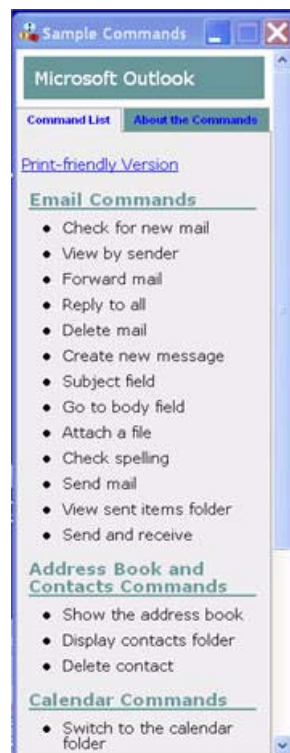 Sample Commands
Microsoft Outlook
Command List About the Commands
Print-friendly Version
Email Commands
Check for new mail
View by sender
Forward mail
Reply to all
Delete mail
Create new message
Subject field
Go to body field
Attach a file
Check spelling
Send mail
View sent items folder
Send and receive
Address Book and
Contacts Commands
Show the address book
Display contacts folder
Delete contact
Calendar Commands
Switch to the calendar
folder